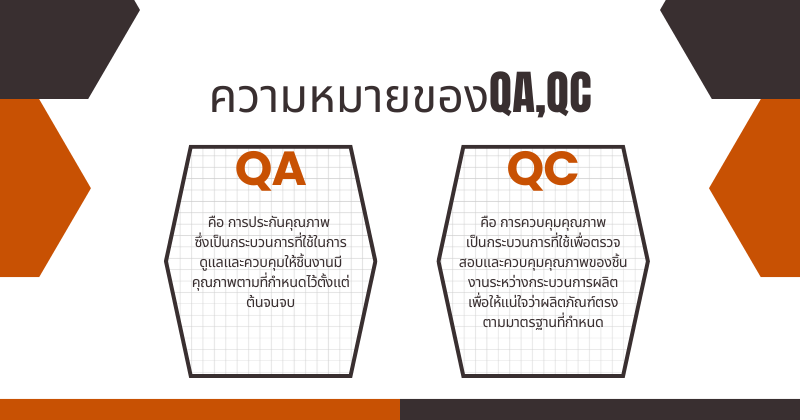 ความหมายของQA,QC
QA
คือ การประกันคุณภาพ
ซึ่งเป็นกระบวนการที่ใช้ในการ
ดูแลและควบคุมให้ชิ้นงานมี
คุณภาพตามที่กำหนดไว้ตั้งแต่
ต้นจนจบ
QC
คือ การควบคุมคุณภาพ
เป็นกระบวนการที่ใช้เพื่อตรวจ
สอบและควบคุมคุณภาพของชิ้น
งานระหว่างกระบวนการผลิต
เพื่อให้แน่ใจว่าผลิตภัณฑ์ตรง
ตามมาตรฐานที่กำหนด